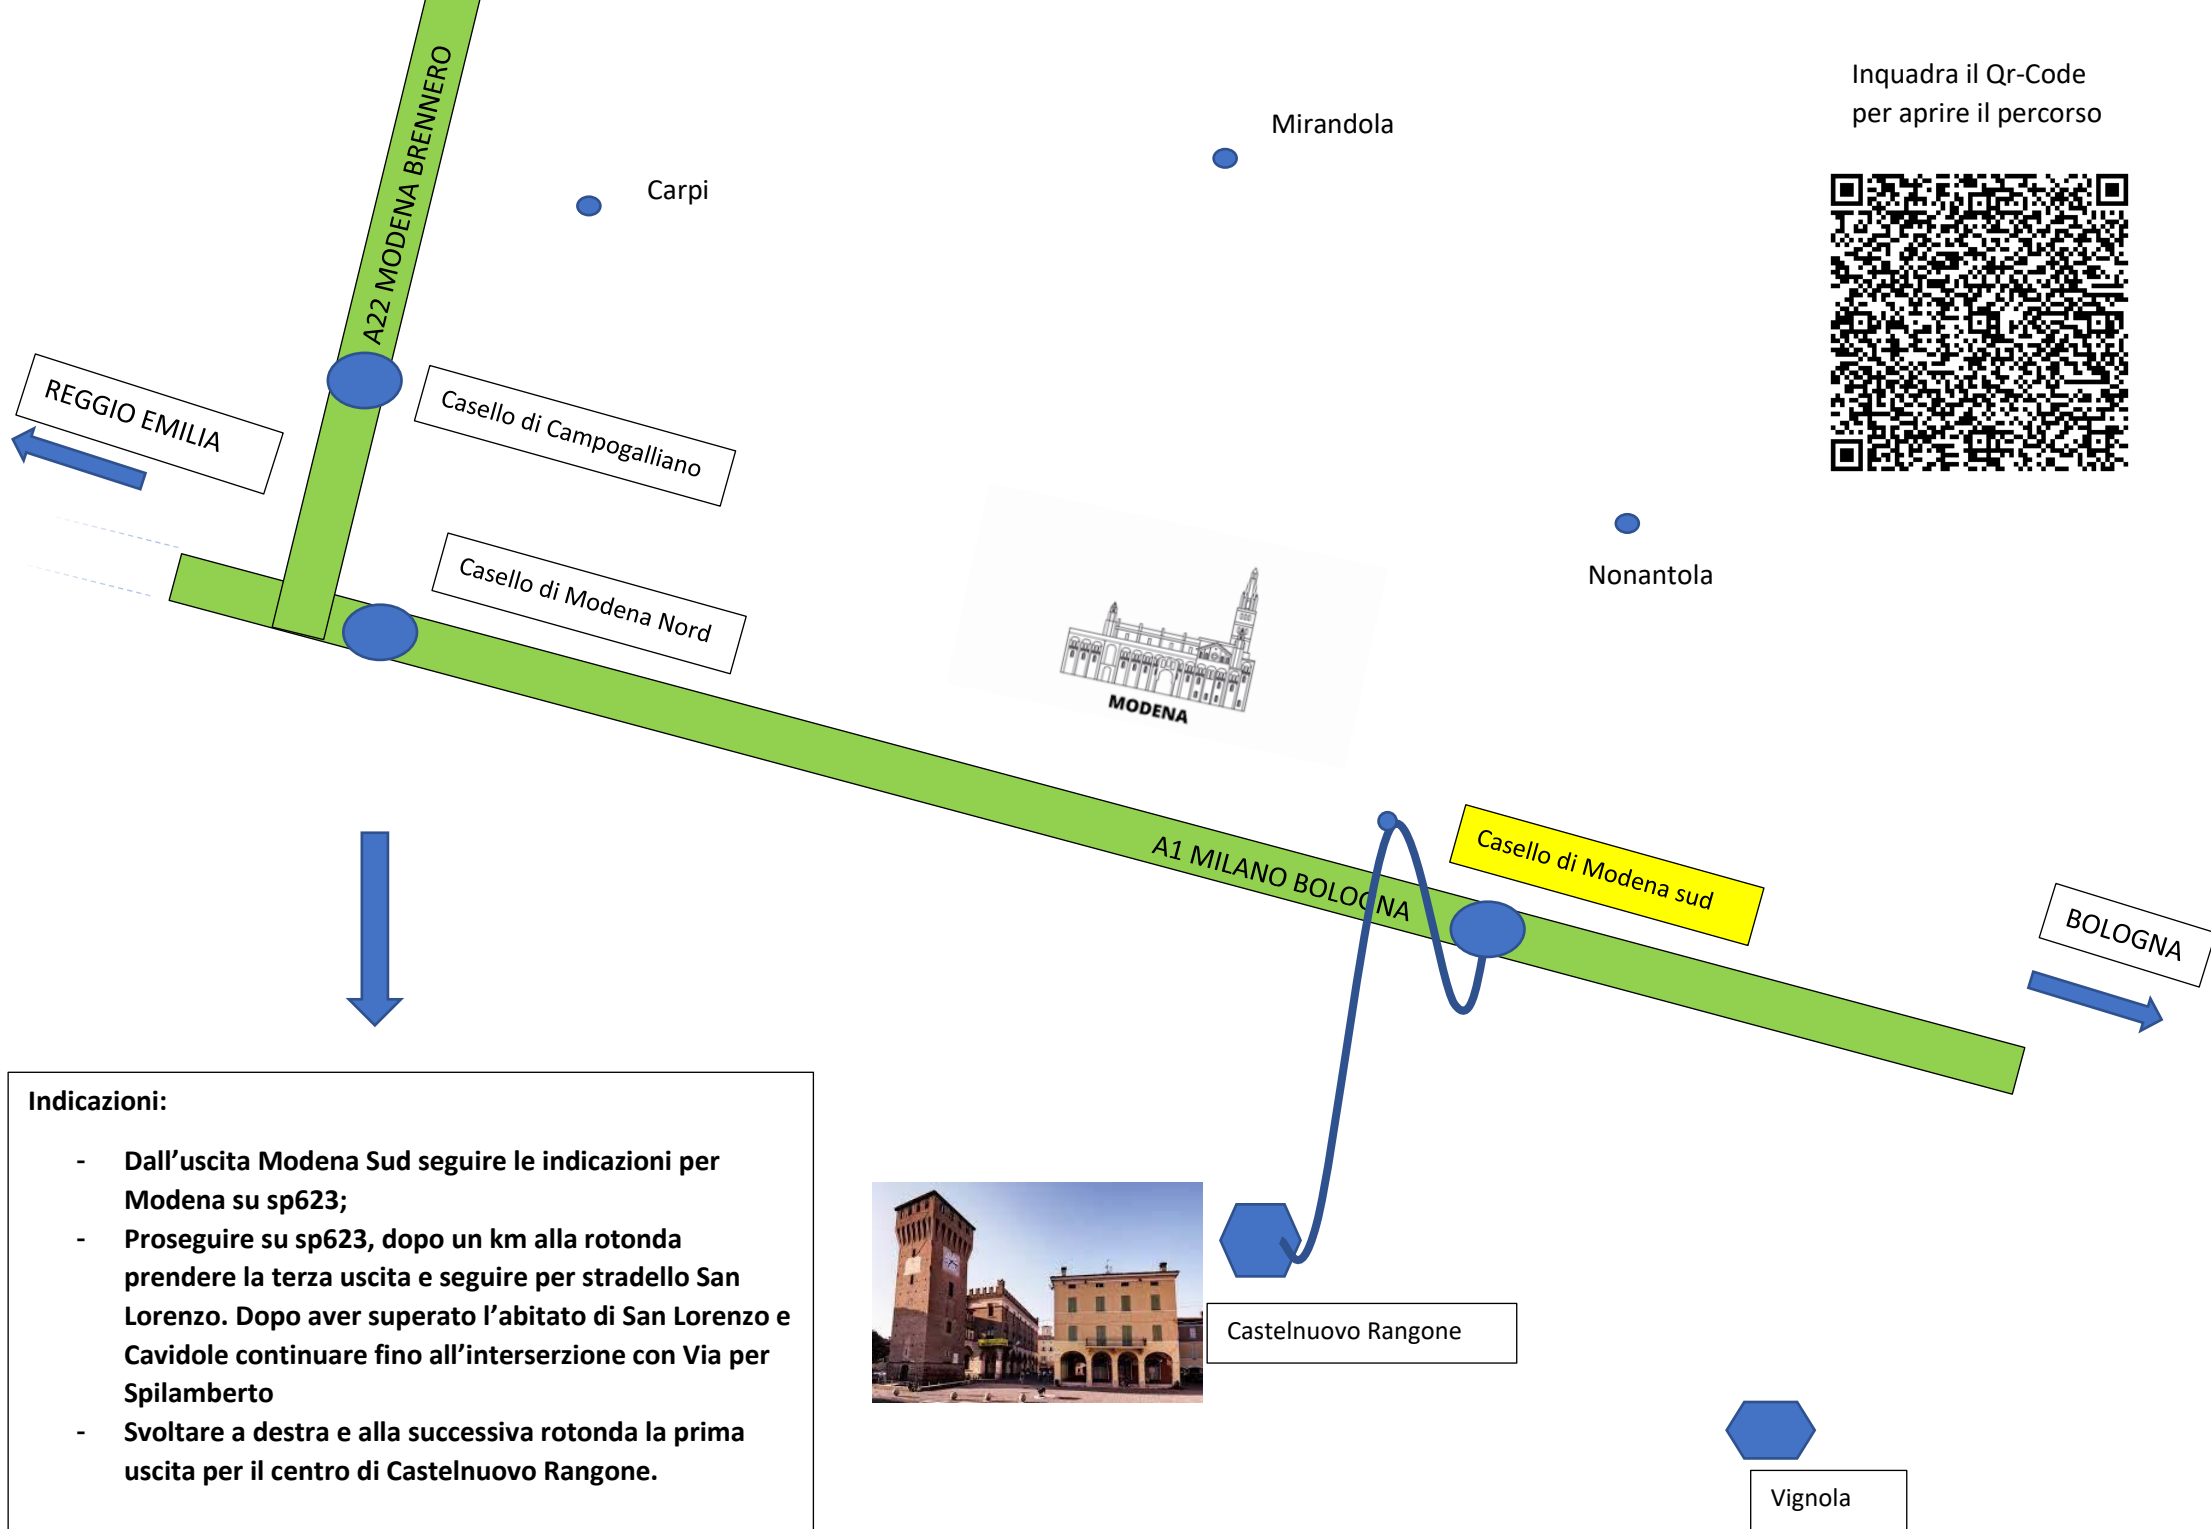 A22 MODENA BRENNERO
Inquadra il Qr-Code
per aprire il percorso
Mirandola
Carpi
REGGIO EMILIA
Casello di Campogalliano
Casello di Modena Nord
MODENA
Nonantola
A1 MILANO BOLOGNA
Casello di Modena sud
BOLOGNA
Indicazioni:
- Dall’uscita Modena Sud seguire le indicazioni per
Modena su sp623;
- Proseguire su sp623, dopo un km alla rotonda
prendere la terza uscita e seguire per stradello San
Lorenzo. Dopo aver superato l’abitato di San Lorenzo e
Cavidole continuare fino all’interserzione con Via per
Spilamberto
- Svoltare a destra e alla successiva rotonda la prima
uscita per il centro di Castelnuovo Rangone.
Castelnuovo Rangone
Vignola